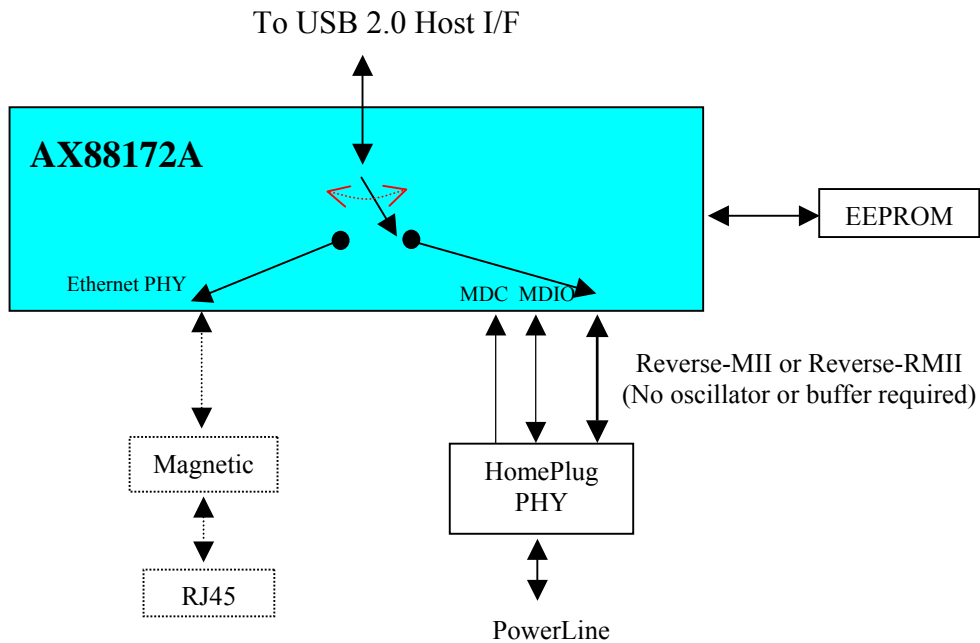 To USB 2.0 Host I/F
AX88172A
EEPROM
Ethernet PHY
MDC MDIO
Reverse-MII or Reverse-RMII
(No oscillator or buffer required)
Magnetic
HomePlug
PHY
RJ45
PowerLine